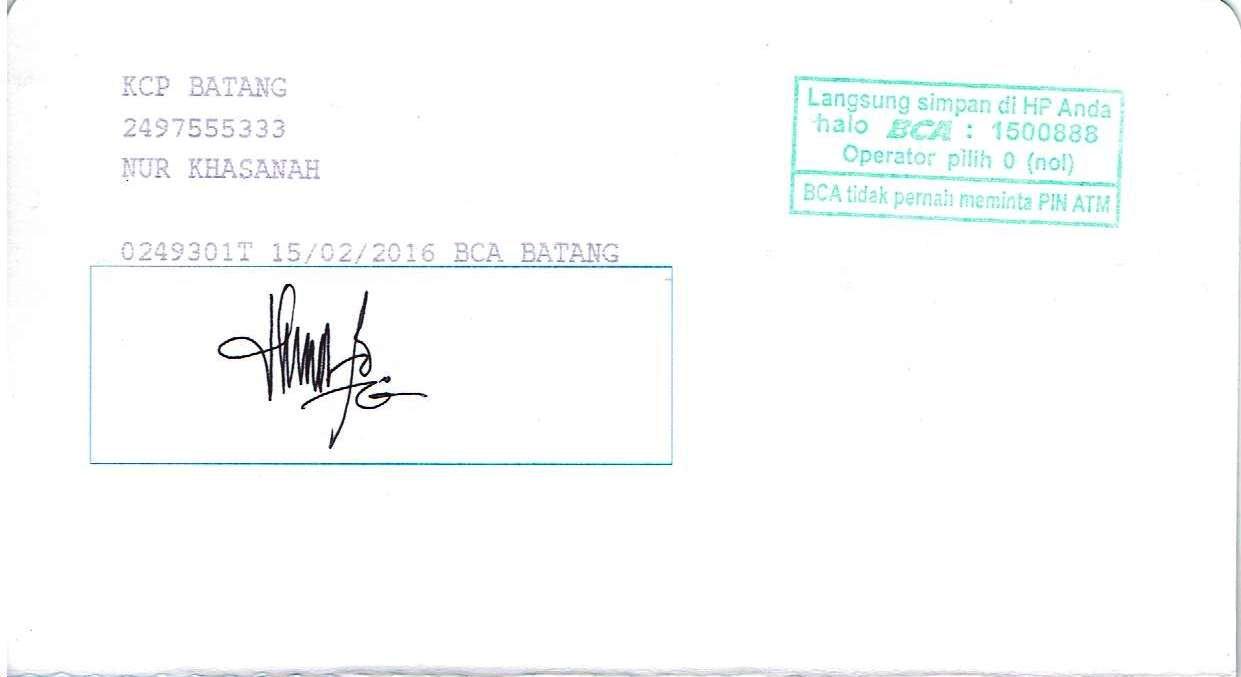 KCP BATANG
2497555333
NUR KHASANAH
0249301T 15/02/2016 BCA BATANG
Langsung simpan di HP Anda
halo BCA : 1500888
Operator pilih 0 (nol)
BCA tidak pernah meminta PIN ATM